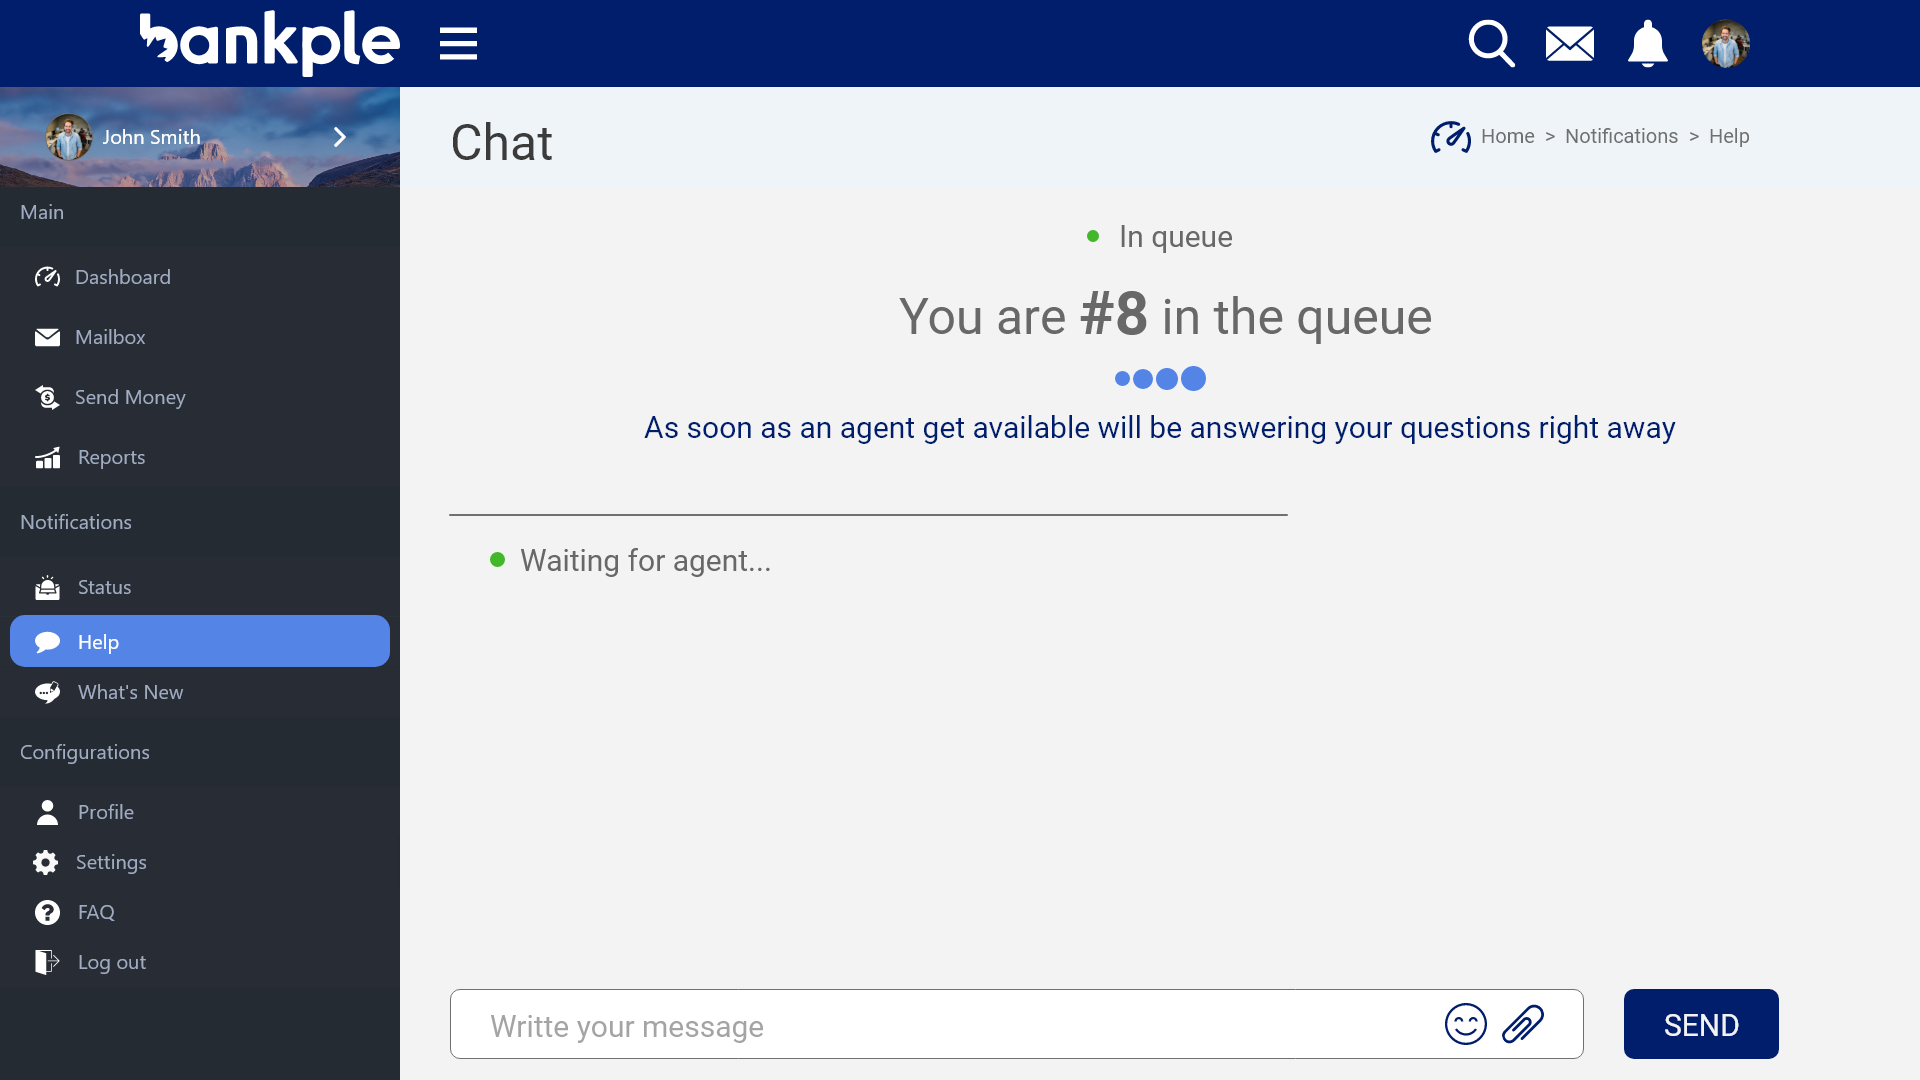 bankple
John Smith
Main
Dashboard
Mailbox
Send Money
Reports
Notifications
Status
Help
What's New
Configurations
Profile
Settings
FAQ
Log out
Chat
Home > Notifications > Help
In queue
You are #8 in the queue
As soon as an agent get available will be answering your questions right away
Waiting for agent...
Writte your message
SEND